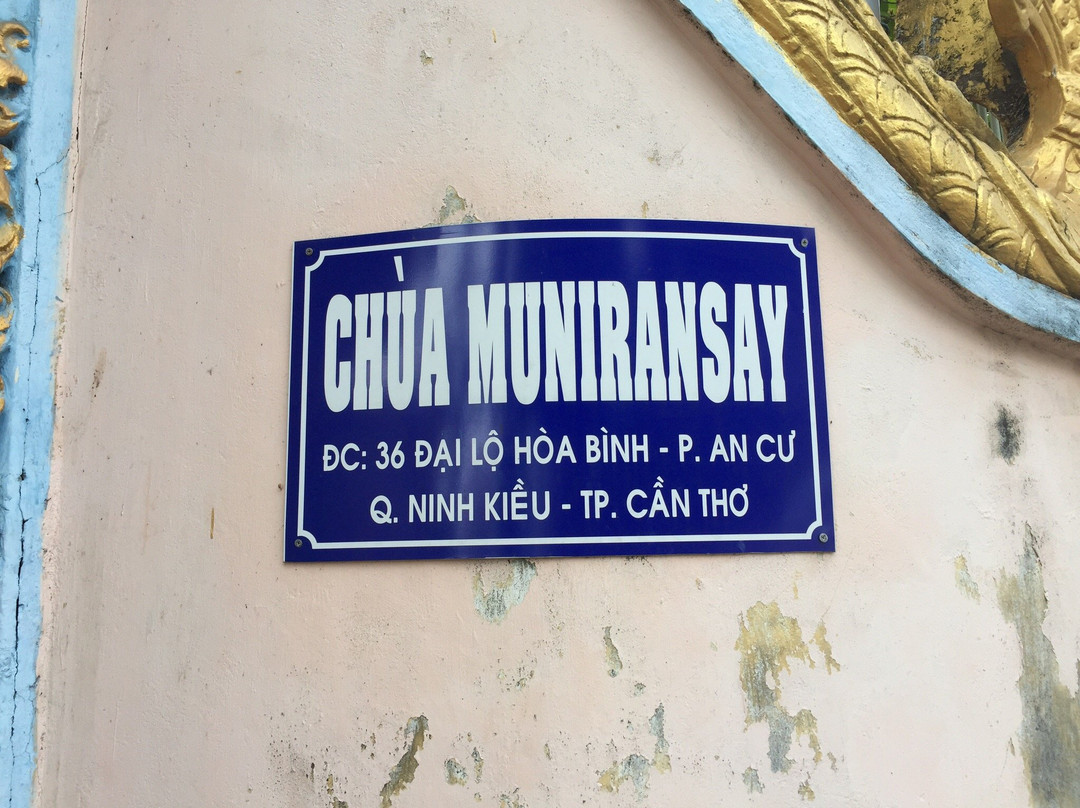 CHÙA MUNIRANSAY
ĐC: 36 ĐẠI LỘ HÒA BÌNH - P. AN CƯ
Q. NINH KIỀU - TP. CẦN THƠ